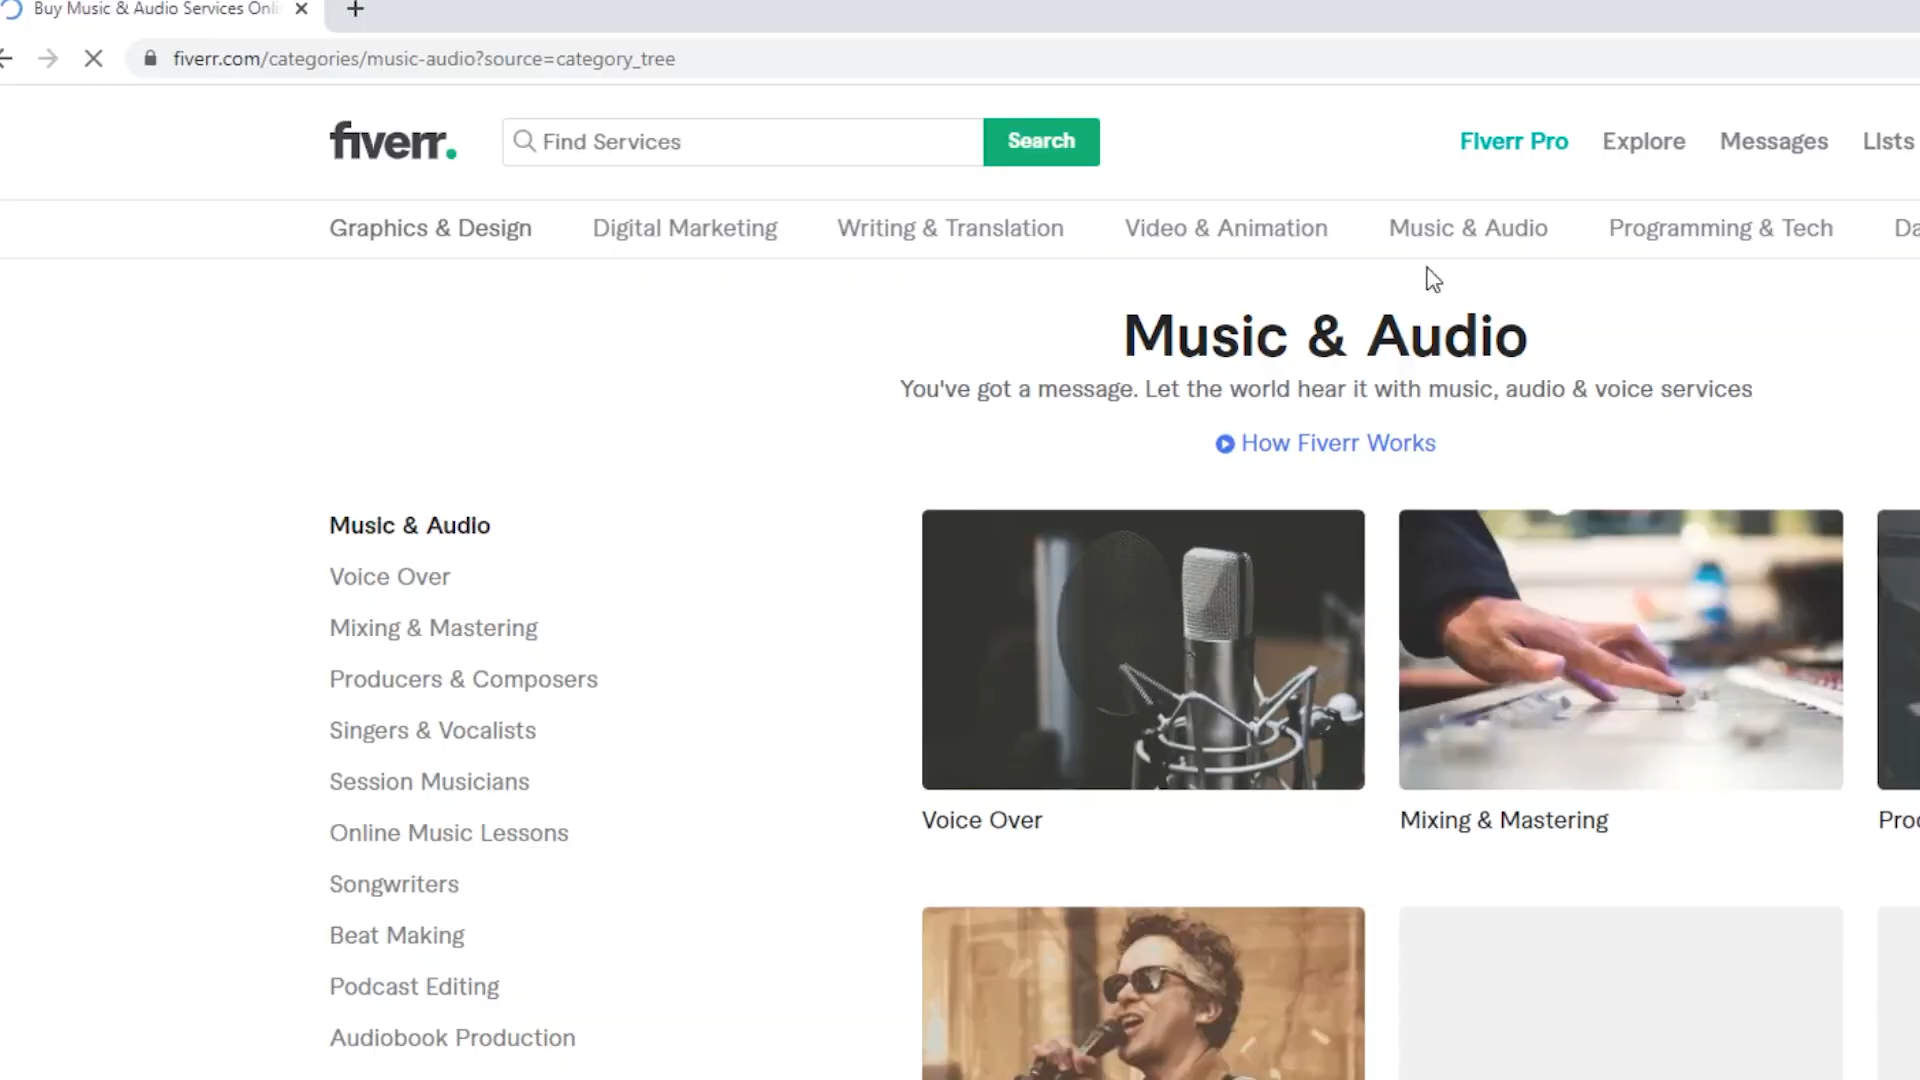 Buy Music & Audio Services Onli
fiverr.com/categories/music-audio?source=category_tree
fiverr.
Find Services
Search
FIverr Pro
Explore
Messages
LIsts
Graphics & Design
Digital Marketing
Writing & Translation
Video & Animation
Music & Audio
Programming & Tech
Da
Music & Audio
You've got a message. Let the world hear it with music, audio & voice services
How Fiverr Works
Music & Audio
Voice Over
Mixing & Mastering
Producers & Composers
Singers & Vocalists
Session Musicians
Online Music Lessons
Songwriters
Beat Making
Podcast Editing
Audiobook Production
Voice Over
Mixing & Mastering
Proc